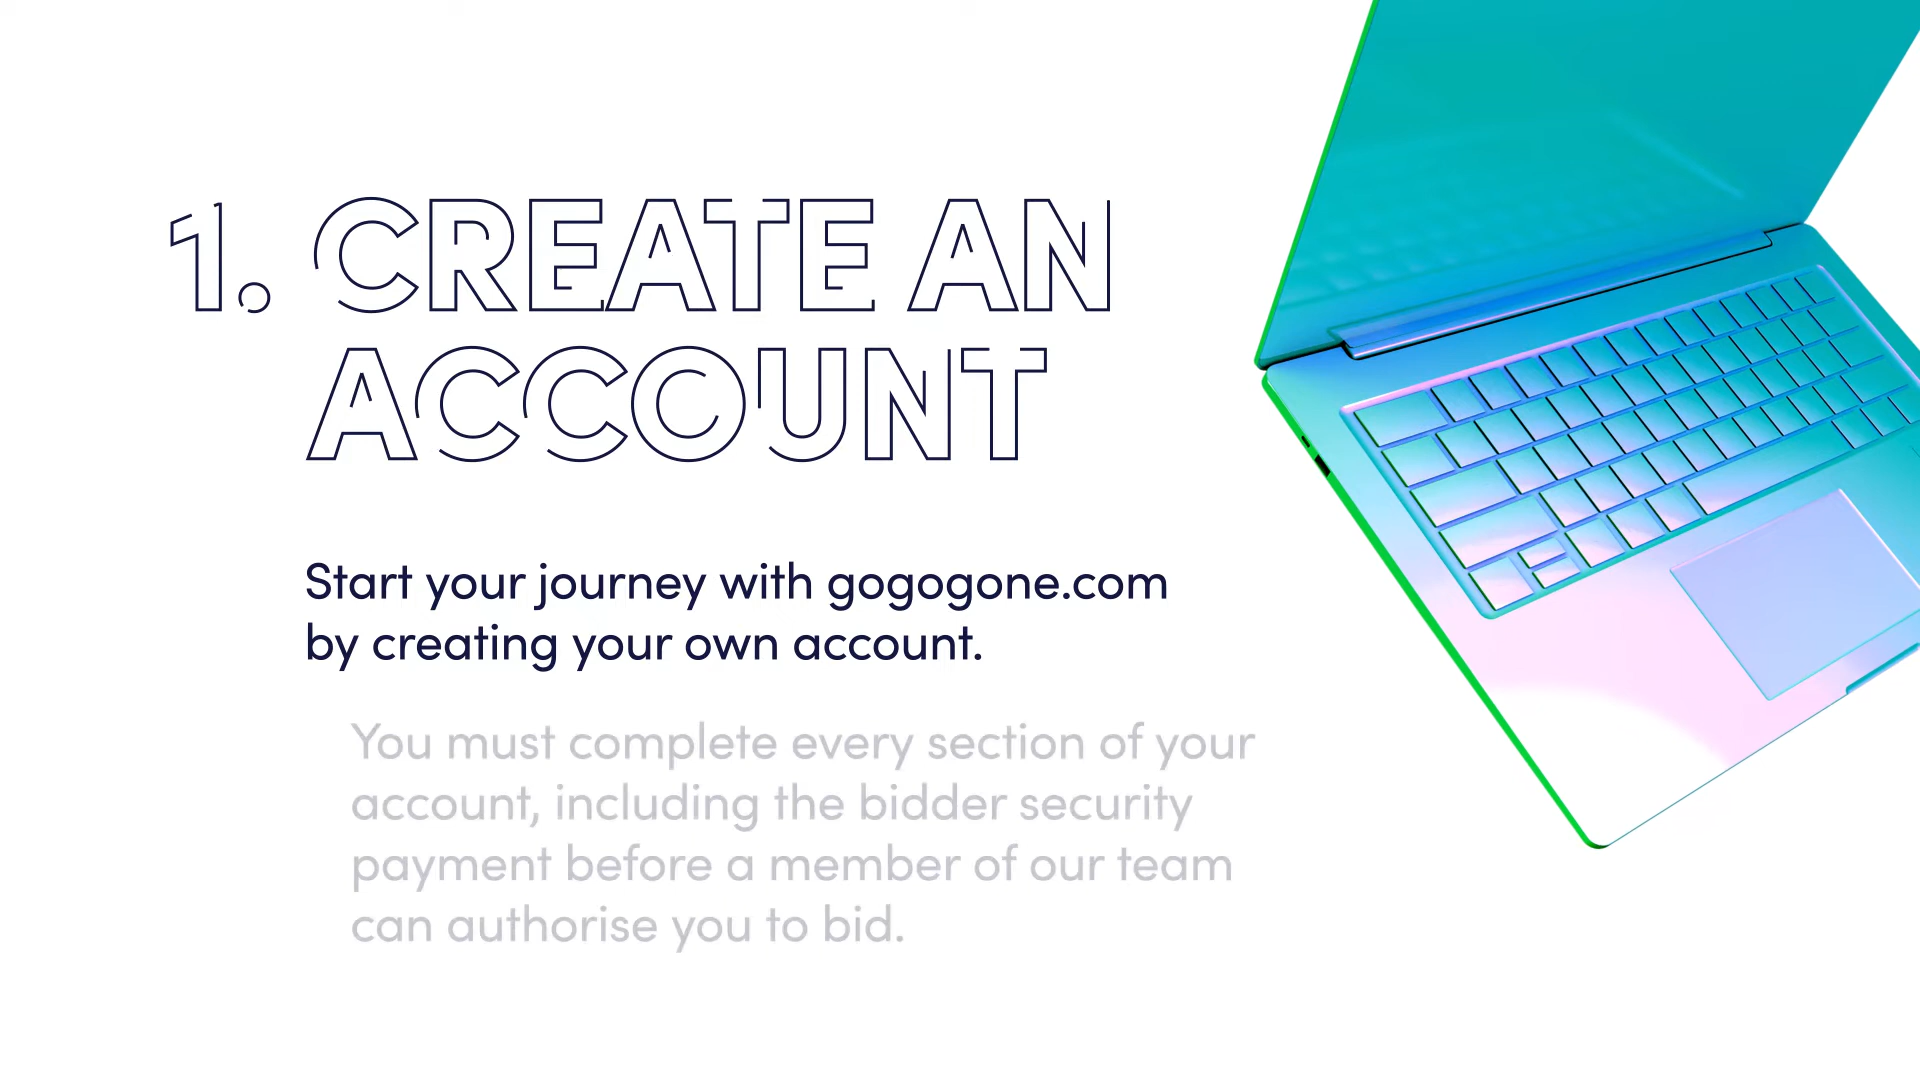 1. CREATE AN
ACCOUNT
Start your journey with gogogone.com
by creating your own account.
You must complete every section of your
account, including the bidder security
payment before a member of our team
can authorise you to bid.